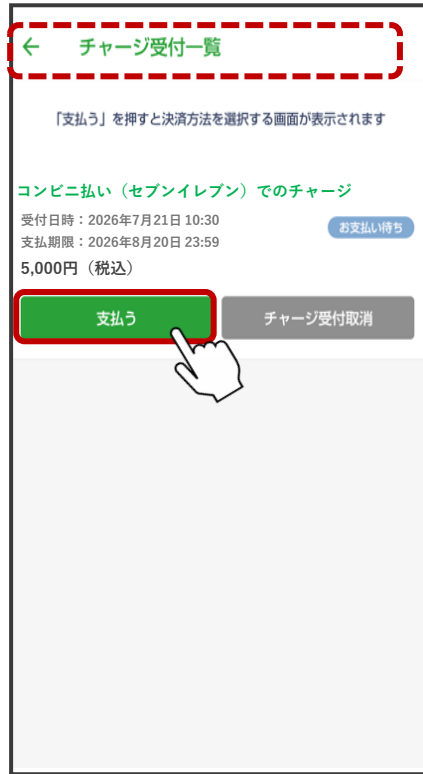 ← チャージ受付一覧
「支払う」を押すと決済方法を選択する画面が表示されます
コンビニ払い（セブンイレブン）でのチャージ
受付日時：2026年7月21日 10:30
お支払い待ち
支払期限：2026年8月20日 23:59
5,000円（税込）
支払う
チャージ受付取消